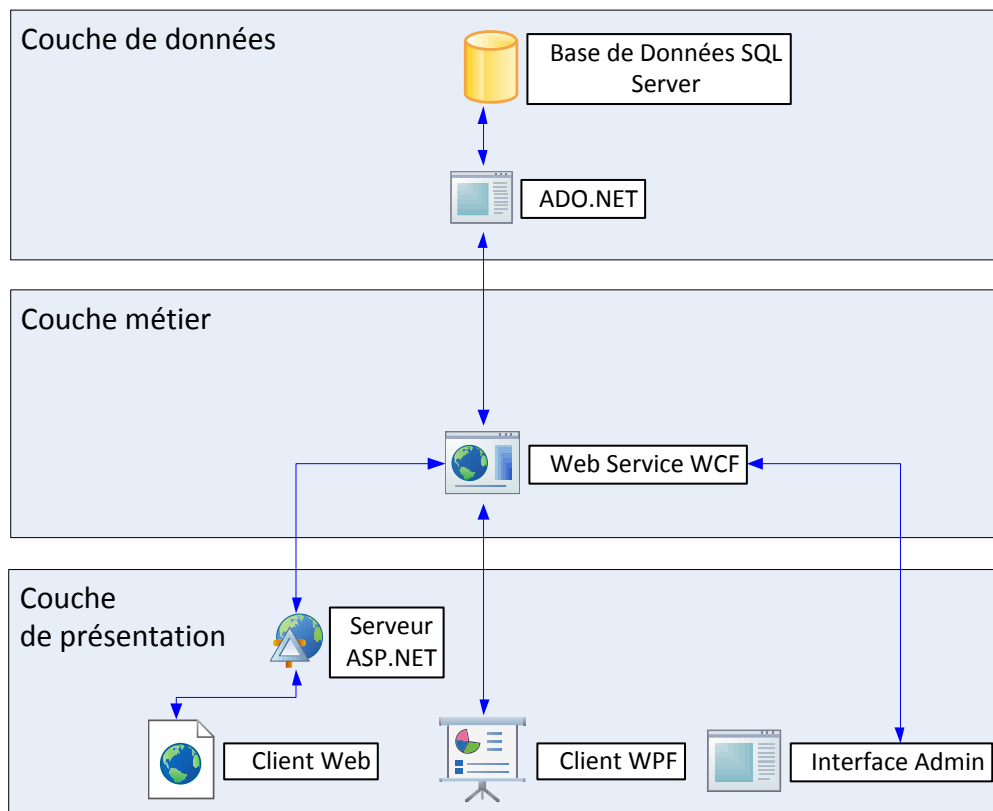 Couche de données
Base de Données SQL
Server
ADO.NET
Couche métier
Web Service WCF
Couche
de présentation
Serveur
ASP.NET
Client Web
Client WPF
Interface Admin